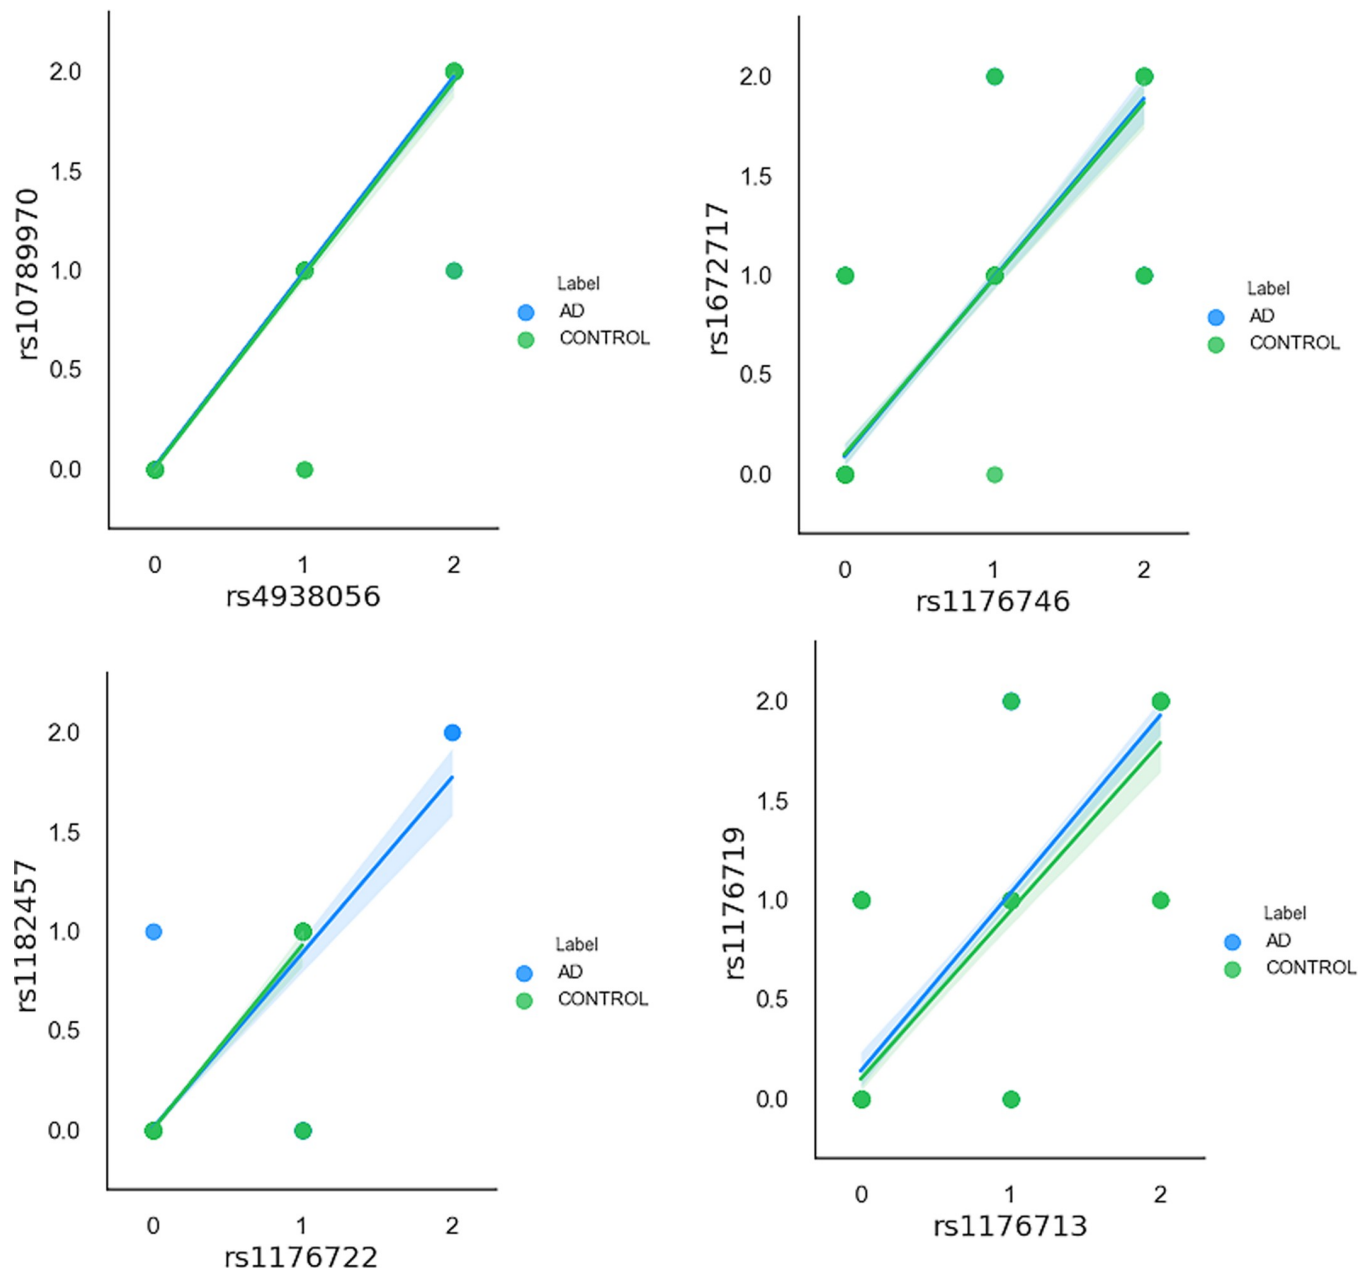 2.0
1.5
1.0
0.5
0.0
rs10789970
0 1 2
rs4938056
Label
AD
CONTROL
2.0
1.5
1.0
0.5
0.0
rs1672717
0 1 2
rs1176746
Label
AD
CONTROL
2.0
1.5
1.0
0.5
0.0
rs1182457
0 1 2
rs1176722
Label
AD
CONTROL
2.0
1.5
1.0
0.5
0.0
rs1176719
0 1 2
rs1176713
Label
AD
CONTROL